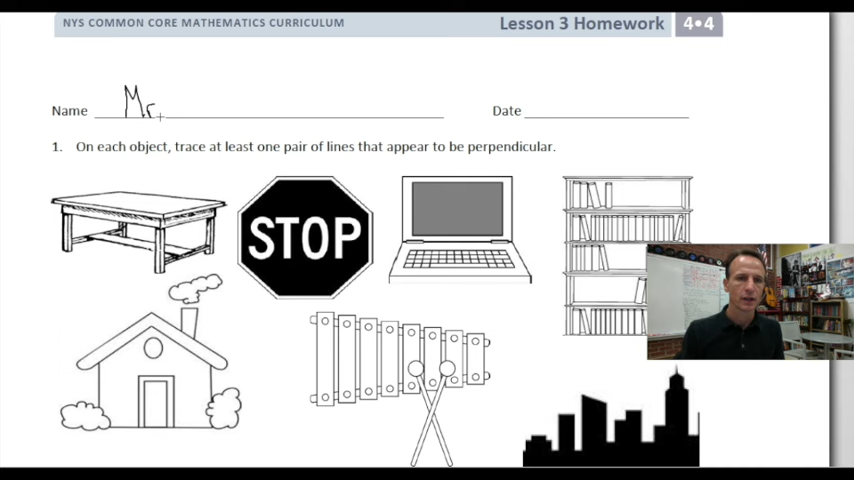 NYS COMMON CORE MATHEMATICS CURRICULUM Lesson 3 Homework 4•4
Name Mr. Date
1. On each object, trace at least one pair of lines that appear to be perpendicular.
STOP